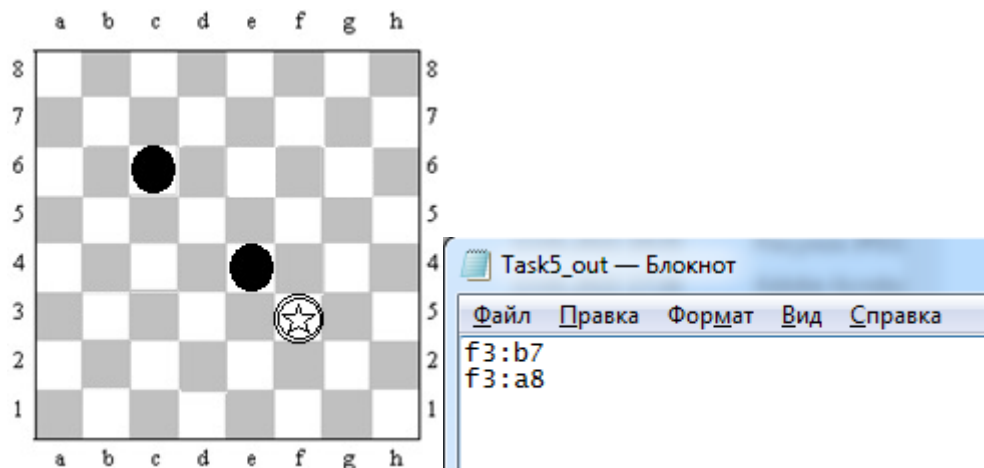 a b c d e f g h
8 8
7 7
6 6
5 5
4 4
3 5
2 2
1 1
a b c d e f g h
Task5_out — Блокнот
Файл Правка Формат Вид Справка
f3:b7
f3:a8